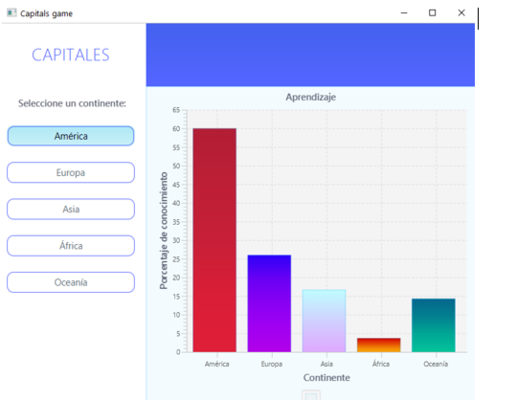 Capitals game
CAPITALES
Seleccione un continente:
América
Europa
Asia
África
Oceanía
Aprendizaje
Porcentaje de conocimiento
65
60
55
50
45
40
35
30
25
20
15
10
5
0
América Europa Asia África Oceanía
Continente